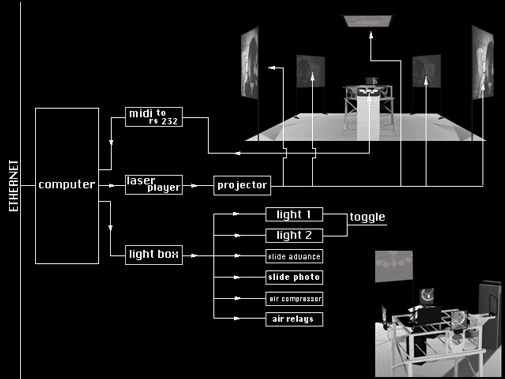 ETHERNET
computer
midi to
rs 232
laser
player
projector
light box
light 1
light 2
toggle
slide advance
slide photo
air compressor
air relays